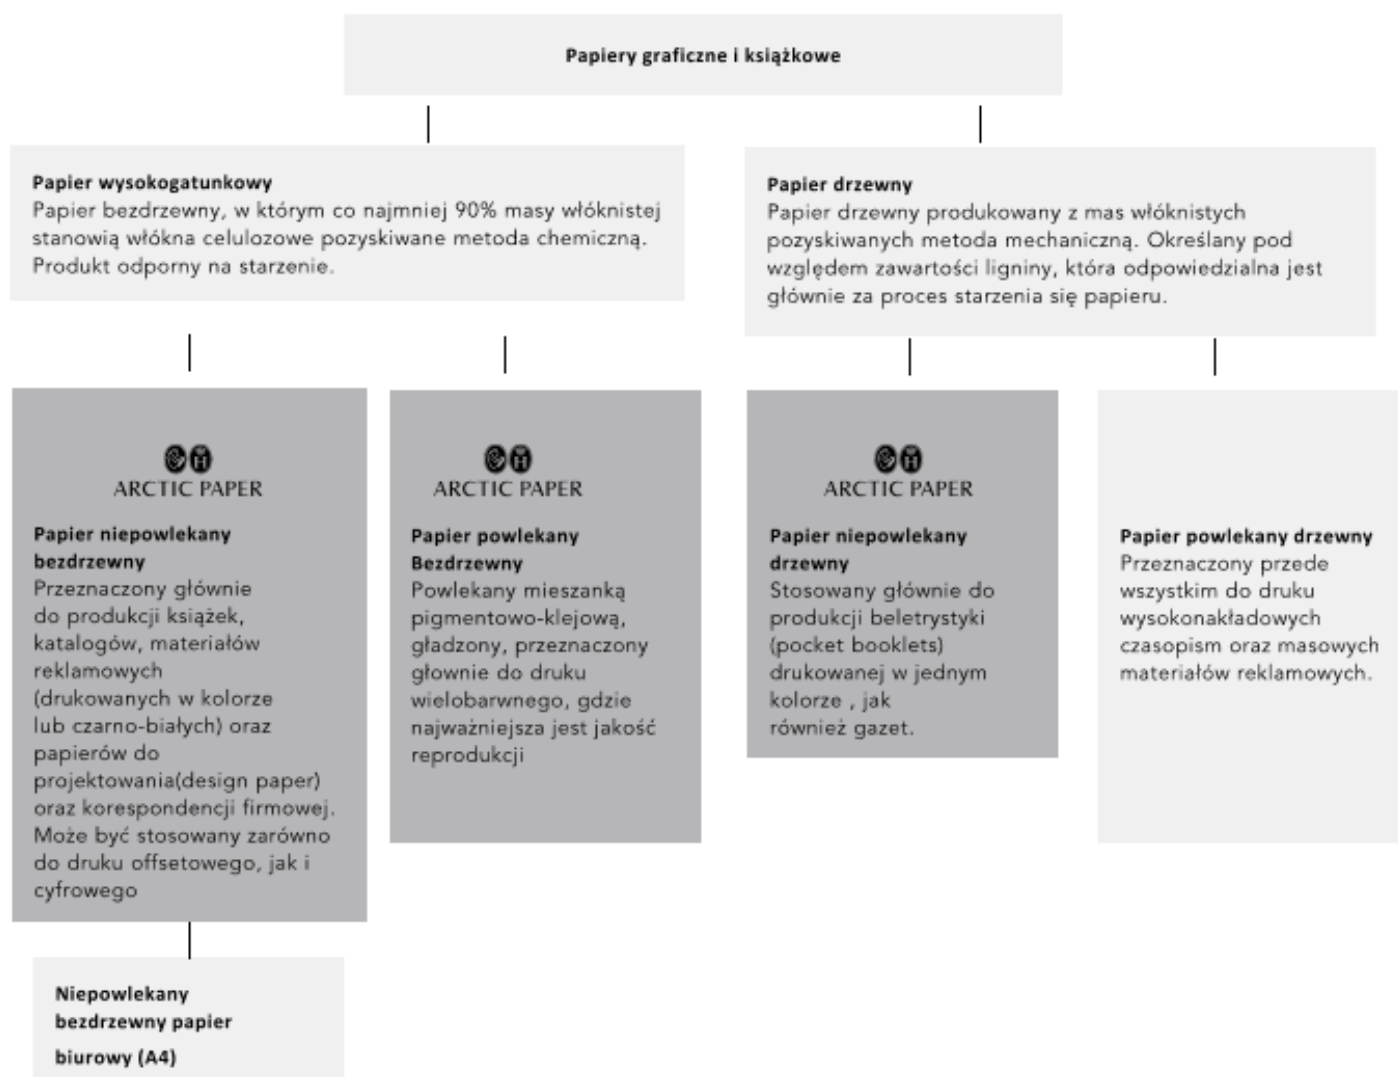 Papiery graficzne i książkowe
Papier wysokogatunkowy
Papier bezdrzewny, w którym co najmniej 90% masy włóknistej
stanowią włókna celulozowe pozyskiwane metoda chemiczną.
Produkt odporny na starzenie.
Papier drzewny
Papier drzewny produkowany z mas włóknistych
pozyskiwanych metoda mechaniczną. Określany pod
względem zawartości ligniny, która odpowiedzialna jest
głównie za proces starzenia się papieru.
ARCTIC PAPER
Papier niepowlekany
bezdrzewny
Przeznaczony głównie
do produkcji książek,
katalogów, materiałów
reklamowych
(drukowanych w kolorze
lub czarno-białych) oraz
papierów do
projektowania(design paper)
oraz korespondencji firmowej.
Może być stosowany zarówno
do druku offsetowego, jak i
cyfrowego
ARCTIC PAPER
Papier powlekany
Bezdrzewny
Powlekany mieszanką
pigmentowo-klejową,
gładzony, przeznaczony
głownie do druku
wielobarwnego, gdzie
najważniejsza jest jakość
reprodukcji
ARCTIC PAPER
Papier niepowlekany
drzewny
Stosowany głównie do
produkcji beletrystyki
(pocket booklets)
drukowanej w jednym
kolorze , jak
również gazet.
Papier powlekany drzewny
Przeznaczony przede
wszystkim do druku
wysokonakładowych
czasopism oraz masowych
materiałów reklamowych.
Niepowlekany
bezdrzewny papier
biurowy (A4)